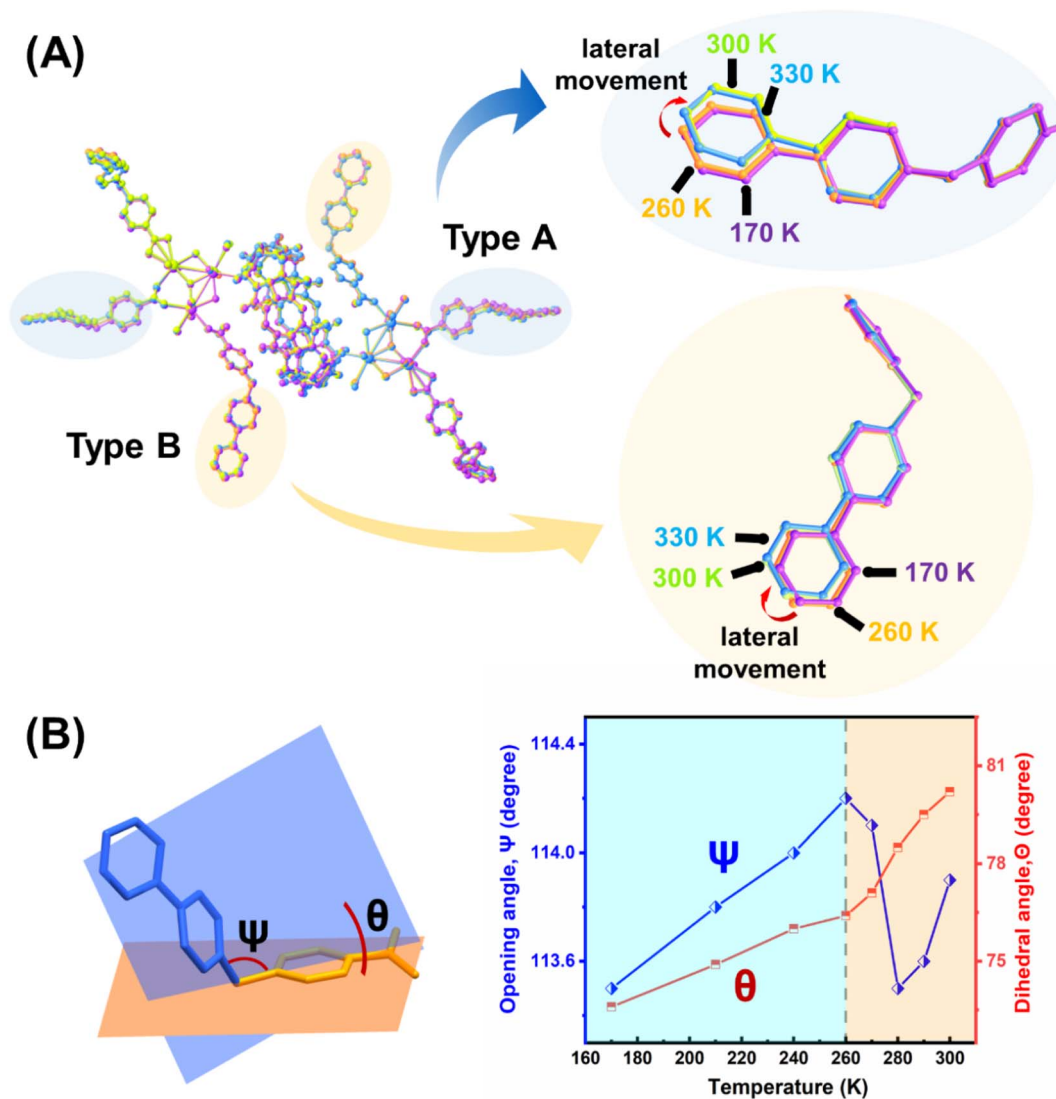 (A)
lateral
movement
300 K
330 K
260 K
170 K
Type A
Type B
330 K
300 K
170 K
260 K
lateral
movement
(B)
Ψ
θ
Opening angle, Ψ (degree)
114.4
114.0
113.6
Ψ
θ
81
78
75
Dihedral angle,Θ (degree)
160 180 200 220 240 260 280 300
Temperature (K)